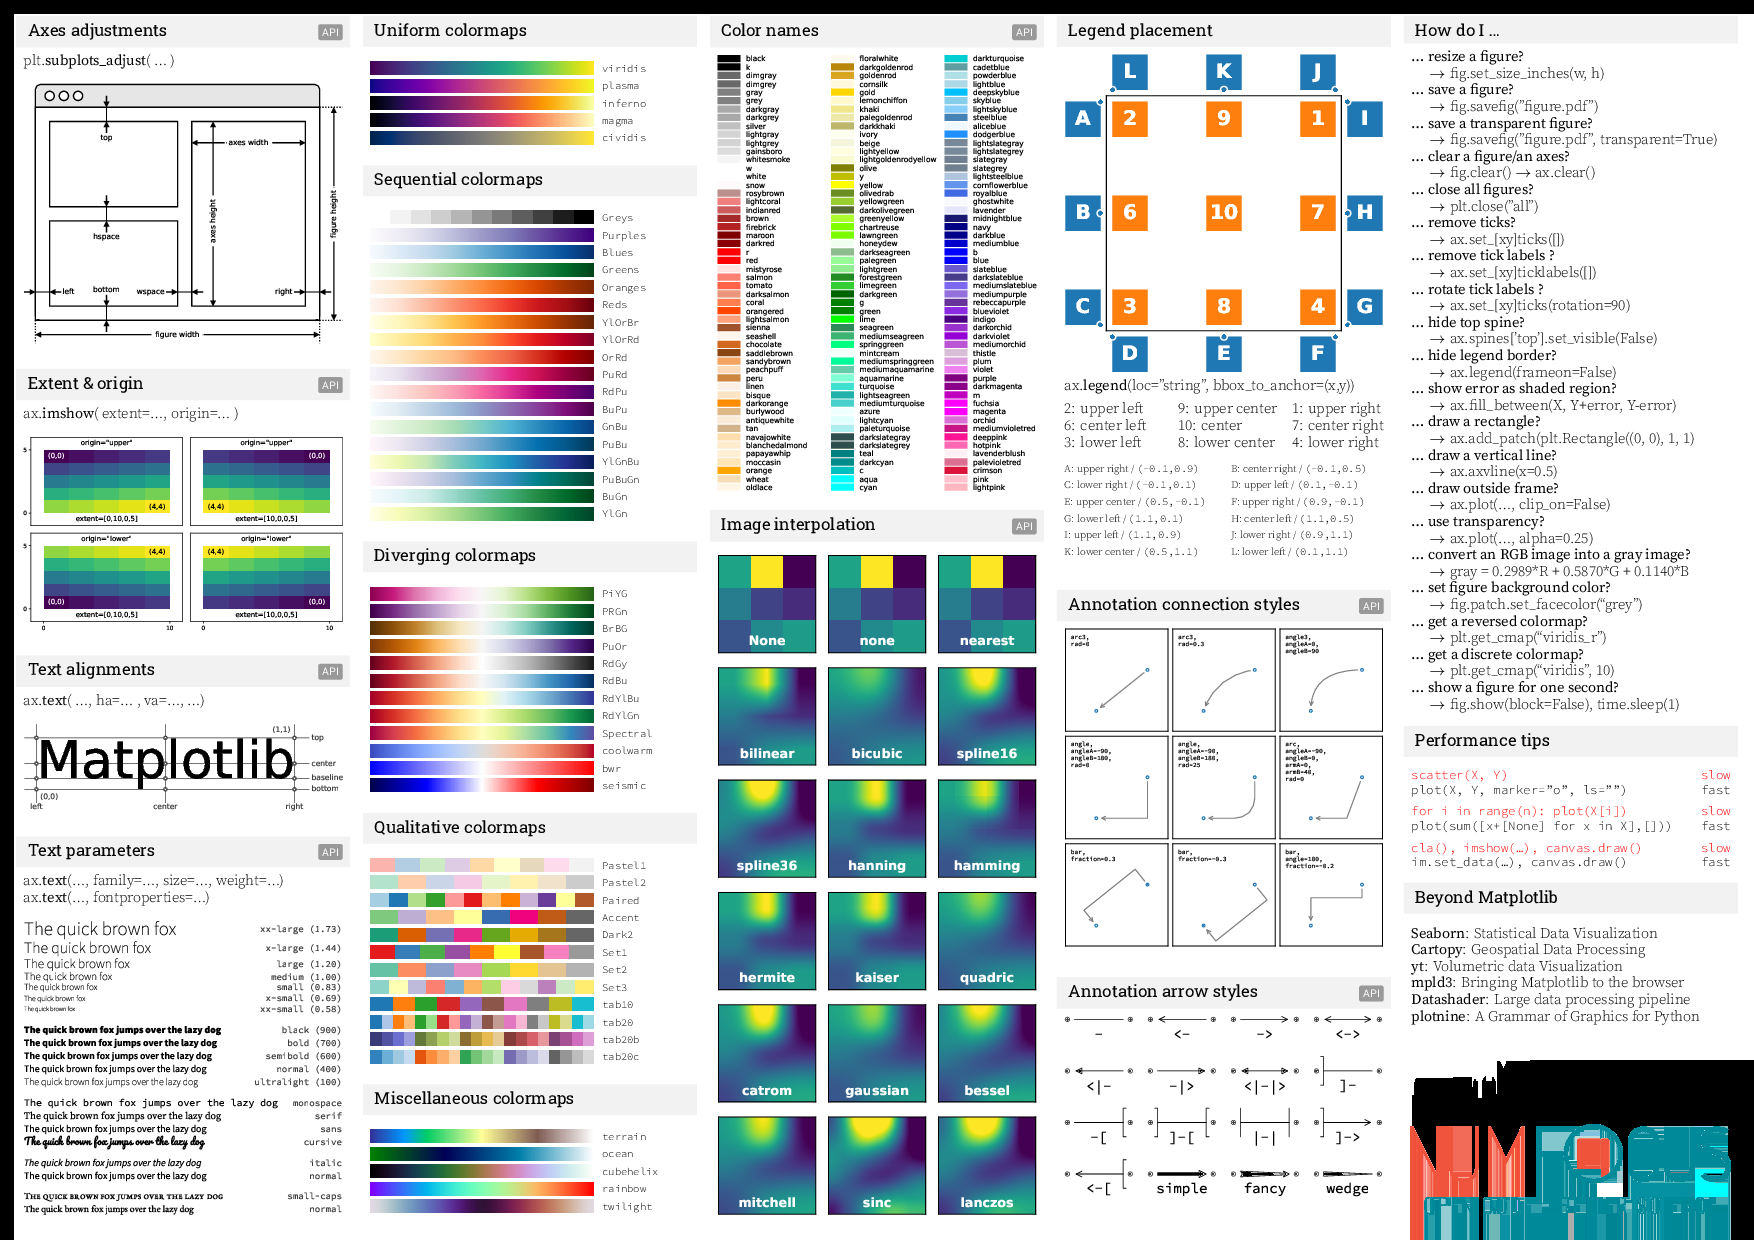 Axes adjustments
API
plt.subplots_adjust( … )
top
axes width
axes height
figure height
hspace
left
bottom
wspace
right
figure width
Extent & origin
API
ax.imshow( extent=…, origin=… )
origin="upper"
origin="upper"
5
(0,0)
(0,0)
(4,4)
(4,4)
0
extent=[0,10,0,5]
extent=[10,0,0,5]
origin="lower"
origin="lower"
5
(4,4)
(4,4)
(0,0)
(0,0)
0
extent=[0,10,0,5]
extent=[10,0,0,5]
0
10
0
10
Text alignments
API
ax.text( …, ha=… , va=…, …)
(1,1)
top
Matplotlib
center
baseline
bottom
(0,0)
left
center
right
Text parameters
API
ax.text(…, family=…, size=…, weight=…)
ax.text(…, fontproperties=…)
The quick brown fox xx-large (1.73)
The quick brown fox x-large (1.44)
The quick brown fox large (1.20)
The quick brown fox medium (1.00)
The quick brown fox small (0.83)
The quick brown fox x-small (0.69)
The quick brown fox xx-small (0.58)
The quick brown fox jumps over the lazy dog black (900)
The quick brown fox jumps over the lazy dog bold (700)
The quick brown fox jumps over the lazy dog semibold (600)
The quick brown fox jumps over the lazy dog normal (400)
The quick brown fox jumps over the lazy dog ultralight (100)
The quick brown fox jumps over the lazy dog monospace
The quick brown fox jumps over the lazy dog serif
The quick brown fox jumps over the lazy dog sans
The quick brown fox jumps over the lazy dog cursive
The quick brown fox jumps over the lazy dog italic
The quick brown fox jumps over the lazy dog normal
The quick brown fox jumps over the lazy dog small-caps
The quick brown fox jumps over the lazy dog normal
Uniform colormaps
viridis
plasma
inferno
magma
cividis
Sequential colormaps
Greys
Purples
Blues
Greens
Oranges
Reds
YlOrBr
YlOrRd
OrRd
PuRd
RdPu
BuPu
GnBu
PuBu
YlGnBu
PuBuGn
BuGn
YlGn
Diverging colormaps
PiYG
PRGn
BrBG
PuOr
RdGy
RdBu
RdYlBu
RdYlGn
Spectral
coolwarm
bwr
seismic
Qualitative colormaps
Pastel1
Pastel2
Paired
Accent
Dark2
Set1
Set2
Set3
tab10
tab20
tab20b
tab20c
Miscellaneous colormaps
terrain
ocean
cubehelix
rainbow
twilight
Color names
API
black
k
dimgray
dimgrey
gray
grey
darkgray
darkgrey
silver
lightgray
lightgrey
gainsboro
whitesmoke
w
white
snow
rosybrown
lightcoral
indianred
brown
firebrick
maroon
darkred
r
red
mistyrose
salmon
tomato
darksalmon
coral
orangered
lightsalmon
sienna
seashell
chocolate
saddlebrown
sandybrown
peachpuff
peru
linen
bisque
darkorange
burlywood
antiquewhite
tan
navajowhite
blanchedalmond
papayawhip
moccasin
orange
wheat
oldlace
floralwhite
darkgoldenrod
goldenrod
cornsilk
gold
lemonchiffon
khaki
palegoldenrod
darkkhaki
ivory
beige
lightyellow
lightgoldenrodyellow
olive
y
yellow
olivedrab
yellowgreen
darkolivegreen
greenyellow
chartreuse
lawngreen
honeydew
darkseagreen
palegreen
lightgreen
forestgreen
limegreen
darkgreen
g
green
lime
seagreen
mediumseagreen
springgreen
mintcream
mediumspringgreen
mediumaquamarine
aquamarine
turquoise
lightseagreen
mediumturquoise
azure
lightcyan
paleturquoise
darkslategray
darkslategrey
teal
darkcyan
c
aqua
cyan
darkturquoise
cadetblue
powderblue
lightblue
deepskyblue
skyblue
lightskyblue
steelblue
aliceblue
dodgerblue
lightslategray
lightslategrey
slategray
slategrey
lightsteelblue
cornflowerblue
royalblue
ghostwhite
lavender
midnightblue
navy
darkblue
mediumblue
b
blue
slateblue
darkslateblue
mediumslateblue
mediumpurple
rebeccapurple
blueviolet
indigo
darkorchid
darkviolet
mediumorchid
thistle
plum
violet
purple
darkmagenta
m
fuchsia
magenta
orchid
mediumvioletred
deeppink
hotpink
lavenderblush
palevioletred
crimson
pink
lightpink
Image interpolation
API
None
none
nearest
bilinear
bicubic
spline16
spline36
hanning
hamming
hermite
kaiser
quadric
catrom
gaussian
bessel
mitchell
sinc
lanczos
Legend placement
L K J
A 2 9 1 I
B 6 10 7 H
C 3 8 4 G
D E F
ax.legend(loc="string", bbox_to_anchor=(x,y))
2: upper left 9: upper center 1: upper right
6: center left 10: center 7: center right
3: lower left 8: lower center 4: lower right
A: upper right / (−0.1,0.9) B: center right / (−0.1,0.5)
C: lower right / (−0.1,0.1) D: upper left / (0.1,−0.1)
E: upper center / (0.5,−0.1) F: upper right / (0.9,−0.1)
G: lower left / (1.1,0.1) H: center left / (1.1,0.5)
I: upper left / (1.1,0.9) J: lower right / (0.9,1.1)
K: lower center / (0.5,1.1) L: lower left / (0.1,1.1)
Annotation connection styles
API
arc3,
rad=0
arc3,
rad=0.3
angle3,
angleA=0,
angleB=90
angle,
angleA=-90,
angleB=180,
rad=0
angle,
angleA=-90,
angleB=180,
rad=25
arc,
angleA=-90,
angleB=0,
armA=0,
armB=40,
rad=0
bar,
fraction=0.3
bar,
fraction=-0.3
bar,
angle=180,
fraction=-0.2
Annotation arrow styles
API
- <- -> <->
<|- -|> <|-|> ]-
-[ ]-[ |-| ]->
<-[ simple fancy wedge
How do I …
… resize a figure?
→ fig.set_size_inches(w, h)
… save a figure?
→ fig.savefig("figure.pdf")
… save a transparent figure?
→ fig.savefig("figure.pdf", transparent=True)
… clear a figure/an axes?
→ fig.clear() → ax.clear()
… close all figures?
→ plt.close("all")
… remove ticks?
→ ax.set_[xy]ticks([])
… remove tick labels ?
→ ax.set_[xy]ticklabels([])
… rotate tick labels ?
→ ax.set_[xy]ticks(rotation=90)
… hide top spine?
→ ax.spines['top'].set_visible(False)
… hide legend border?
→ ax.legend(frameon=False)
… show error as shaded region?
→ ax.fill_between(X, Y+error, Y-error)
… draw a rectangle?
→ ax.add_patch(plt.Rectangle((0, 0), 1, 1)
… draw a vertical line?
→ ax.axvline(x=0.5)
… draw outside frame?
→ ax.plot(…, clip_on=False)
… use transparency?
→ ax.plot(…, alpha=0.25)
… convert an RGB image into a gray image?
→ gray = 0.2989*R + 0.5870*G + 0.1140*B
… set figure background color?
→ fig.patch.set_facecolor("grey")
… get a reversed colormap?
→ plt.get_cmap("viridis_r")
… get a discrete colormap?
→ plt.get_cmap("viridis", 10)
… show a figure for one second?
→ fig.show(block=False), time.sleep(1)
Performance tips
scatter(X, Y) slow
plot(X, Y, marker="o", ls="") fast
for i in range(n): plot(X[i]) slow
plot(sum([x+[None] for x in X],[])) fast
cla(), imshow(…), canvas.draw() slow
im.set_data(…), canvas.draw() fast
Beyond Matplotlib
Seaborn: Statistical Data Visualization
Cartopy: Geospatial Data Processing
yt: Volumetric data Visualization
mpld3: Bringing Matplotlib to the browser
Datashader: Large data processing pipeline
plotnine: A Grammar of Graphics for Python